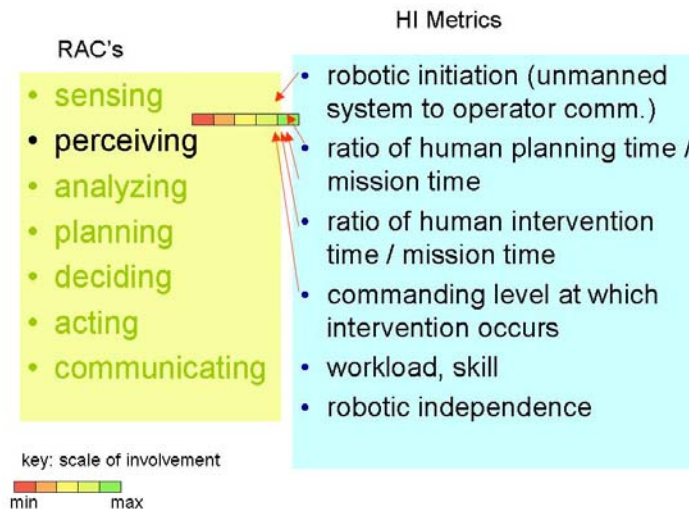 HI Metrics
RAC's
• sensing
• perceiving
• analyzing
• planning
• deciding
• acting
• communicating
• robotic initiation (unmanned
system to operator comm.)
• ratio of human planning time /
mission time
• ratio of human intervention
time / mission time
• commanding level at which
intervention occurs
• workload, skill
• robotic independence
key: scale of involvement
min max